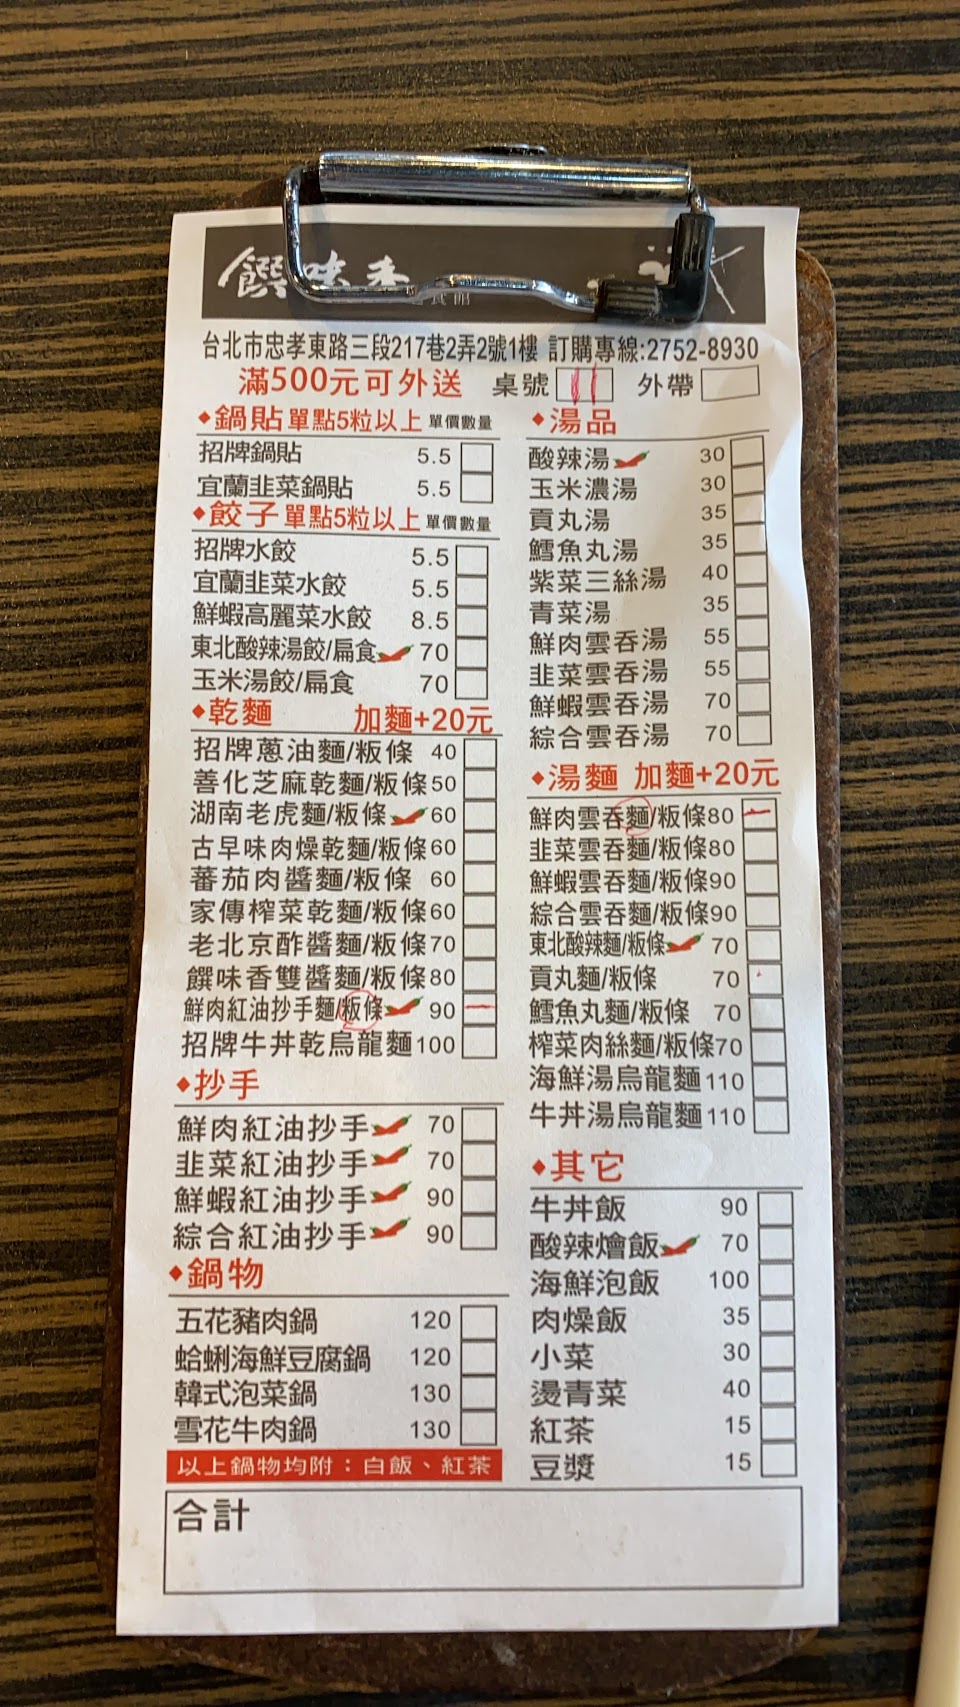 饌味香
食館
台北市忠孝東路三段217巷2弄2號1樓 訂購專線:2752-8930
滿500元可外送 桌號 11 外帶
◆鍋貼 單點5粒以上 單價 數量
招牌鍋貼 5.5
宜蘭韭菜鍋貼 5.5
◆餃子 單點5粒以上 單價 數量
招牌水餃 5.5
宜蘭韭菜水餃 5.5
鮮蝦高麗菜水餃 8.5
東北酸辣湯餃/扁食 70
玉米湯餃/扁食 70
◆乾麵 加麵+20元
招牌蔥油麵/粄條 40
善化芝麻乾麵/粄條 50
湖南老虎麵/粄條 60
古早味肉燥乾麵/粄條 60
蕃茄肉醬麵/粄條 60
家傳榨菜乾麵/粄條 60
老北京酢醬麵/粄條 70
饌味香雙醬麵/粄條 80
鮮肉紅油抄手麵/粄條 90
招牌牛丼乾烏龍麵 100
◆抄手
鮮肉紅油抄手 70
韭菜紅油抄手 70
鮮蝦紅油抄手 90
綜合紅油抄手 90
◆鍋物
五花豬肉鍋 120
蛤蜊海鮮豆腐鍋 120
韓式泡菜鍋 130
雪花牛肉鍋 130
以上鍋物均附：白飯、紅茶
◆湯品
酸辣湯 30
玉米濃湯 30
貢丸湯 35
鱈魚丸湯 35
紫菜三絲湯 40
青菜湯 35
鮮肉雲吞湯 55
韭菜雲吞湯 55
鮮蝦雲吞湯 70
綜合雲吞湯 70
◆湯麵 加麵+20元
鮮肉雲吞麵/粄條 80
韭菜雲吞麵/粄條 80
鮮蝦雲吞麵/粄條 90
綜合雲吞麵/粄條 90
東北酸辣麵/粄條 70
貢丸麵/粄條 70
鱈魚丸麵/粄條 70
榨菜肉絲麵/粄條 70
海鮮湯烏龍麵 110
牛丼湯烏龍麵 110
◆其它
牛丼飯 90
酸辣燴飯 70
海鮮泡飯 100
肉燥飯 35
小菜 30
燙青菜 40
紅茶 15
豆漿 15
合計